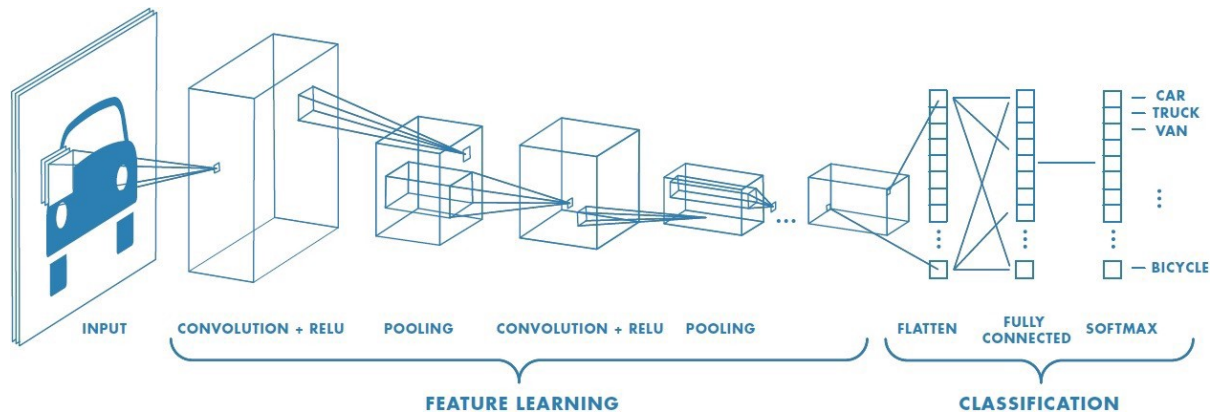 CAR
TRUCK
VAN
BICYCLE
INPUT
CONVOLUTION + RELU
POOLING
CONVOLUTION + RELU
POOLING
FLATTEN
FULLY
CONNECTED
SOFTMAX
FEATURE LEARNING
CLASSIFICATION